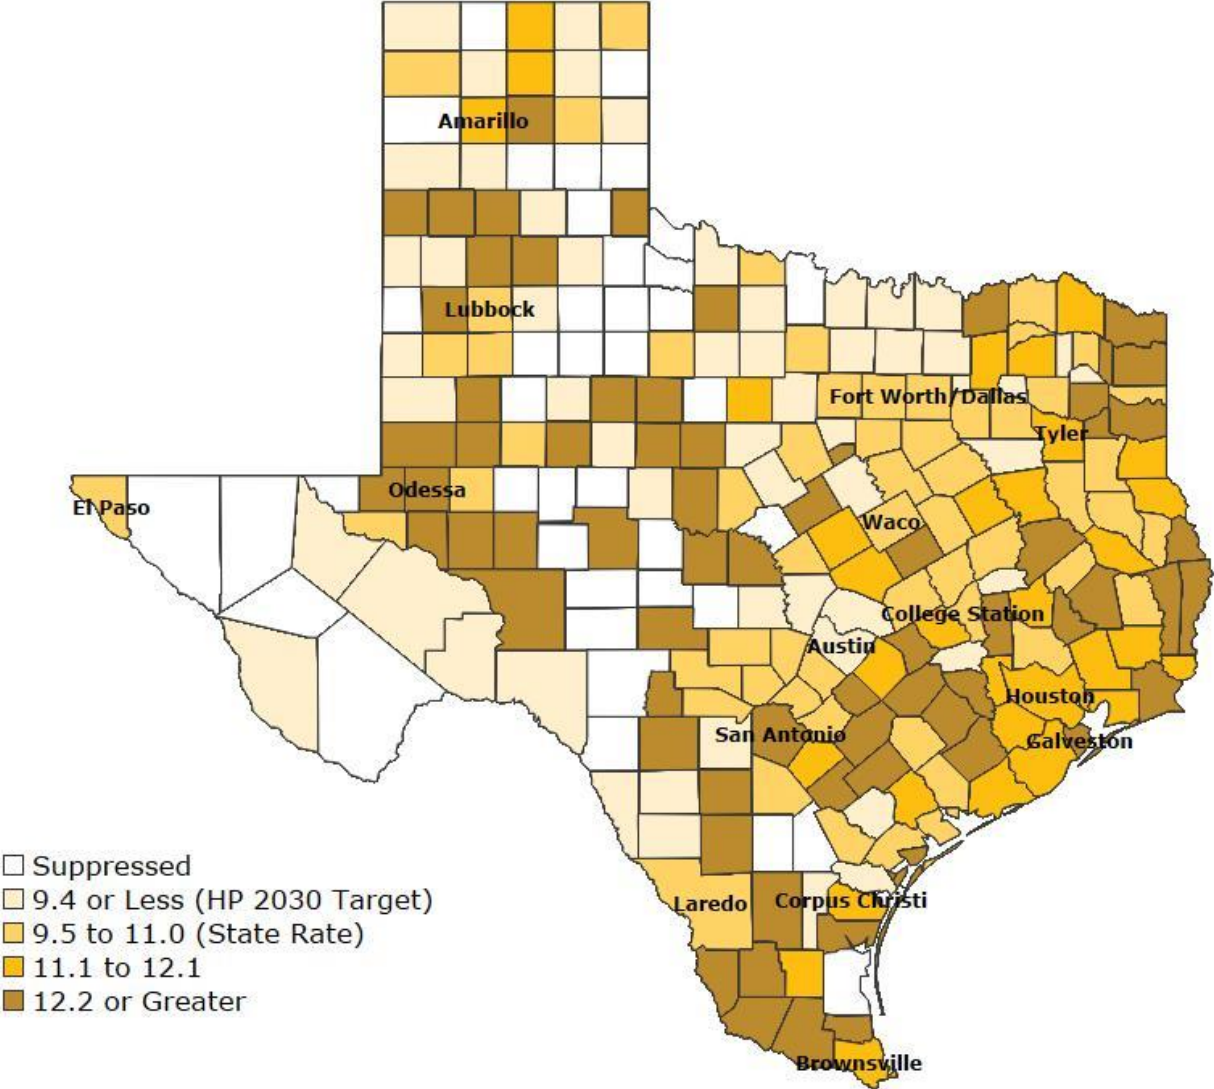 Amarillo
Lubbock
Fort Worth/Dallas
Tyler
Odessa
El Paso
Waco
College Station
Austin
Houston
San Antonio
Galveston
Suppressed
9.4 or Less (HP 2030 Target)
9.5 to 11.0 (State Rate)
11.1 to 12.1
12.2 or Greater
Laredo
Corpus Christi
Brownsville